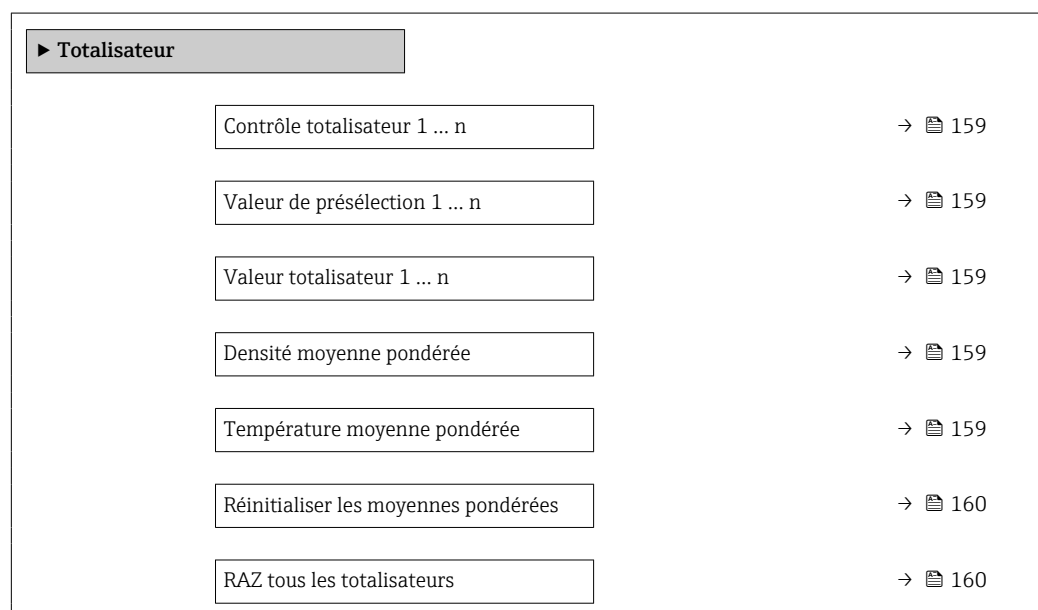 ▶ Totalisateur
Contrôle totalisateur 1 … n → 159
Valeur de présélection 1 … n → 159
Valeur totalisateur 1 … n → 159
Densité moyenne pondérée → 159
Température moyenne pondérée → 159
Réinitialiser les moyennes pondérées → 160
RAZ tous les totalisateurs → 160